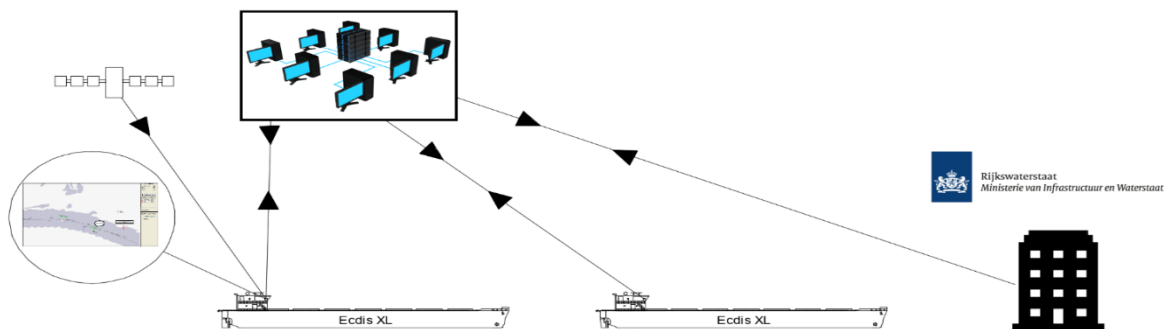 Rijkswaterstaat
Ministerie van Infrastructuur en Waterstaat
Ecdis XL
Ecdis XL